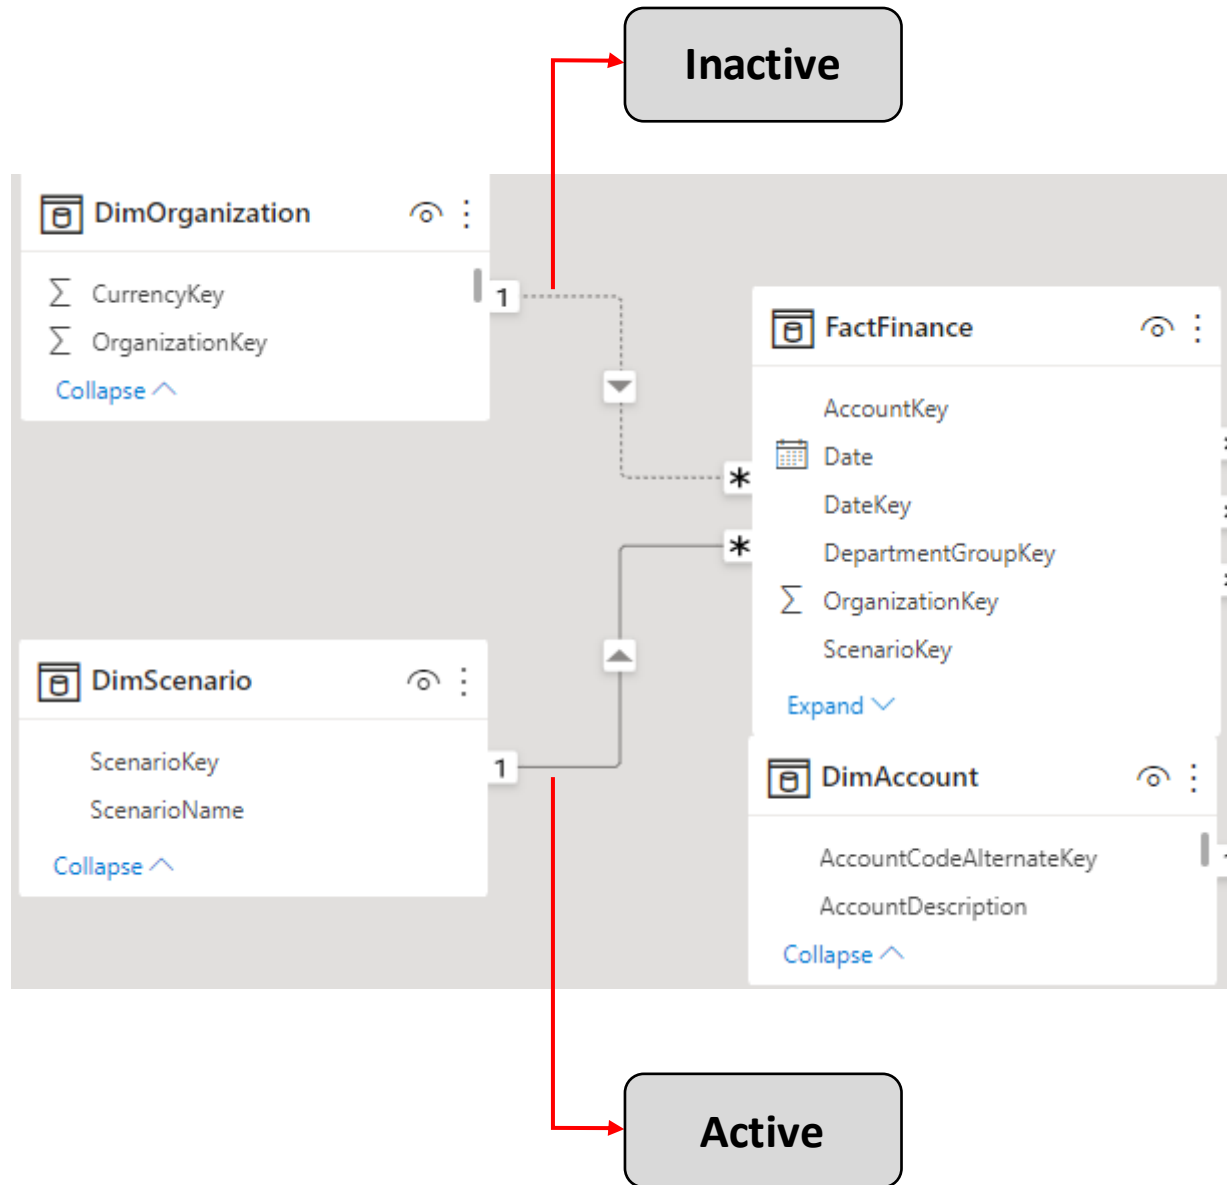 Inactive
DimOrganization
CurrencyKey
OrganizationKey
Collapse
1
FactFinance
AccountKey
Date
DateKey
DepartmentGroupKey
OrganizationKey
ScenarioKey
Expand
*
*
DimScenario
ScenarioKey
ScenarioName
Collapse
1
DimAccount
AccountCodeAlternateKey
AccountDescription
Collapse
Active